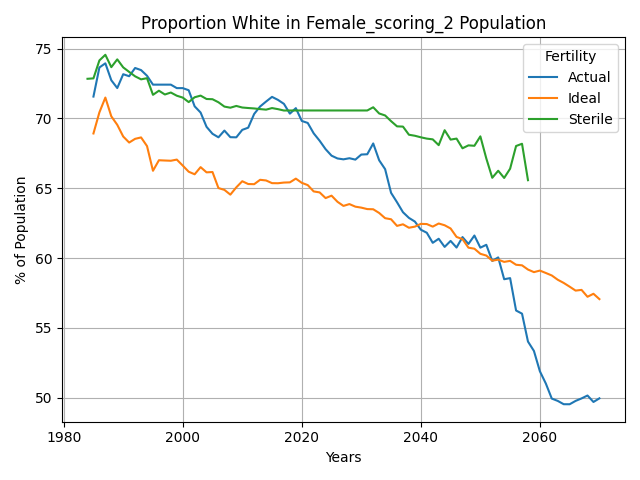 Proportion White in Female_scoring_2 Population
75
70
65
60
55
50
% of Population
1980
2000
2020
2040
2060
Years
Fertility
Actual
Ideal
Sterile